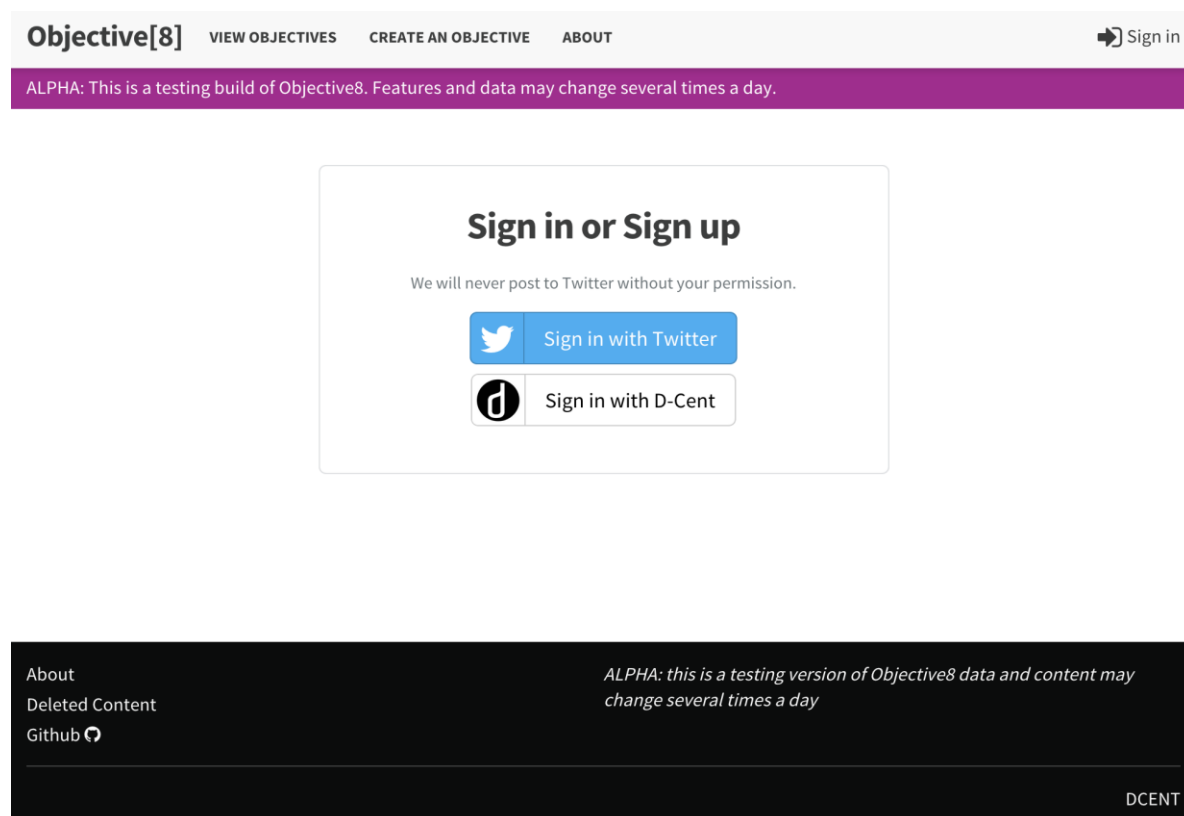 Objective[8] VIEW OBJECTIVES CREATE AN OBJECTIVE ABOUT Sign in
ALPHA: This is a testing build of Objective8. Features and data may change several times a day.
Sign in or Sign up
We will never post to Twitter without your permission.
Sign in with Twitter
d Sign in with D-Cent
About
Deleted Content
Github
ALPHA: this is a testing version of Objective8 data and content may
change several times a day
DCENT